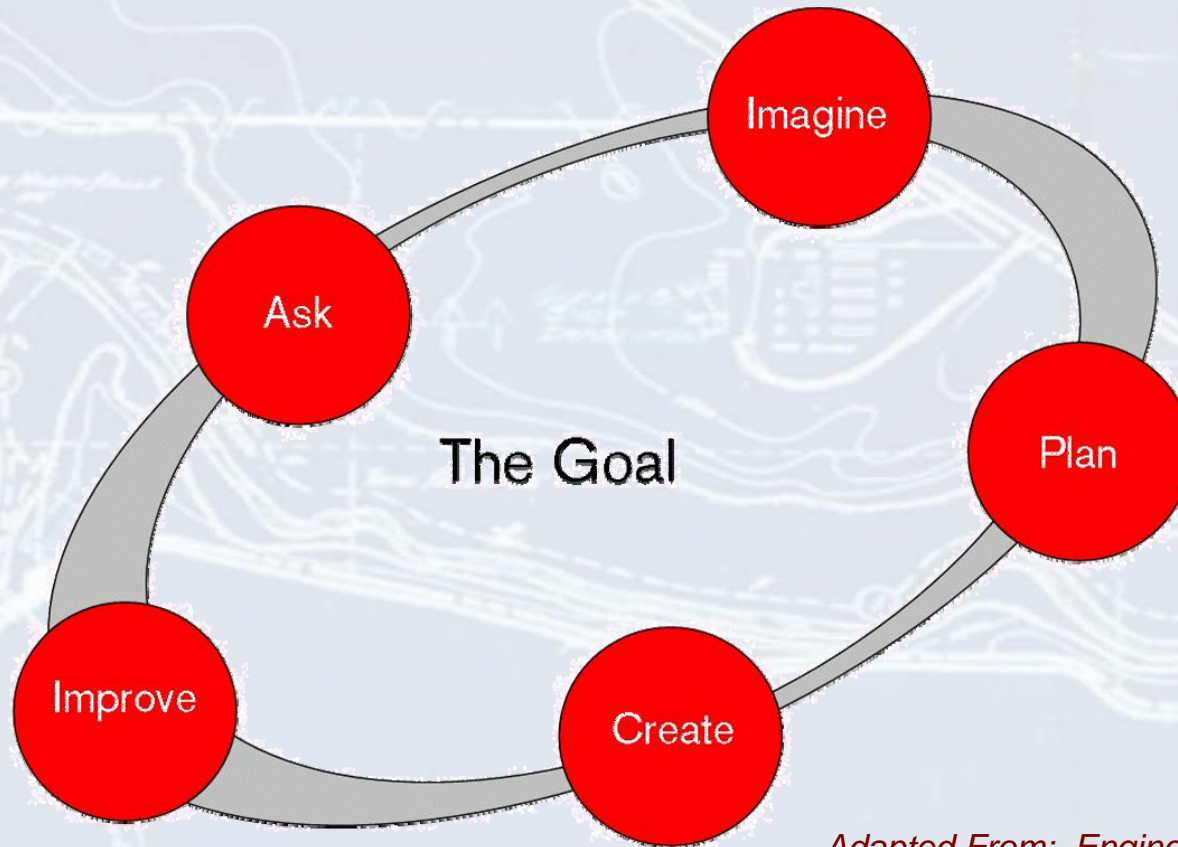 Imagine
Ask
The Goal
Plan
Improve
Create
Adapted From: Engine